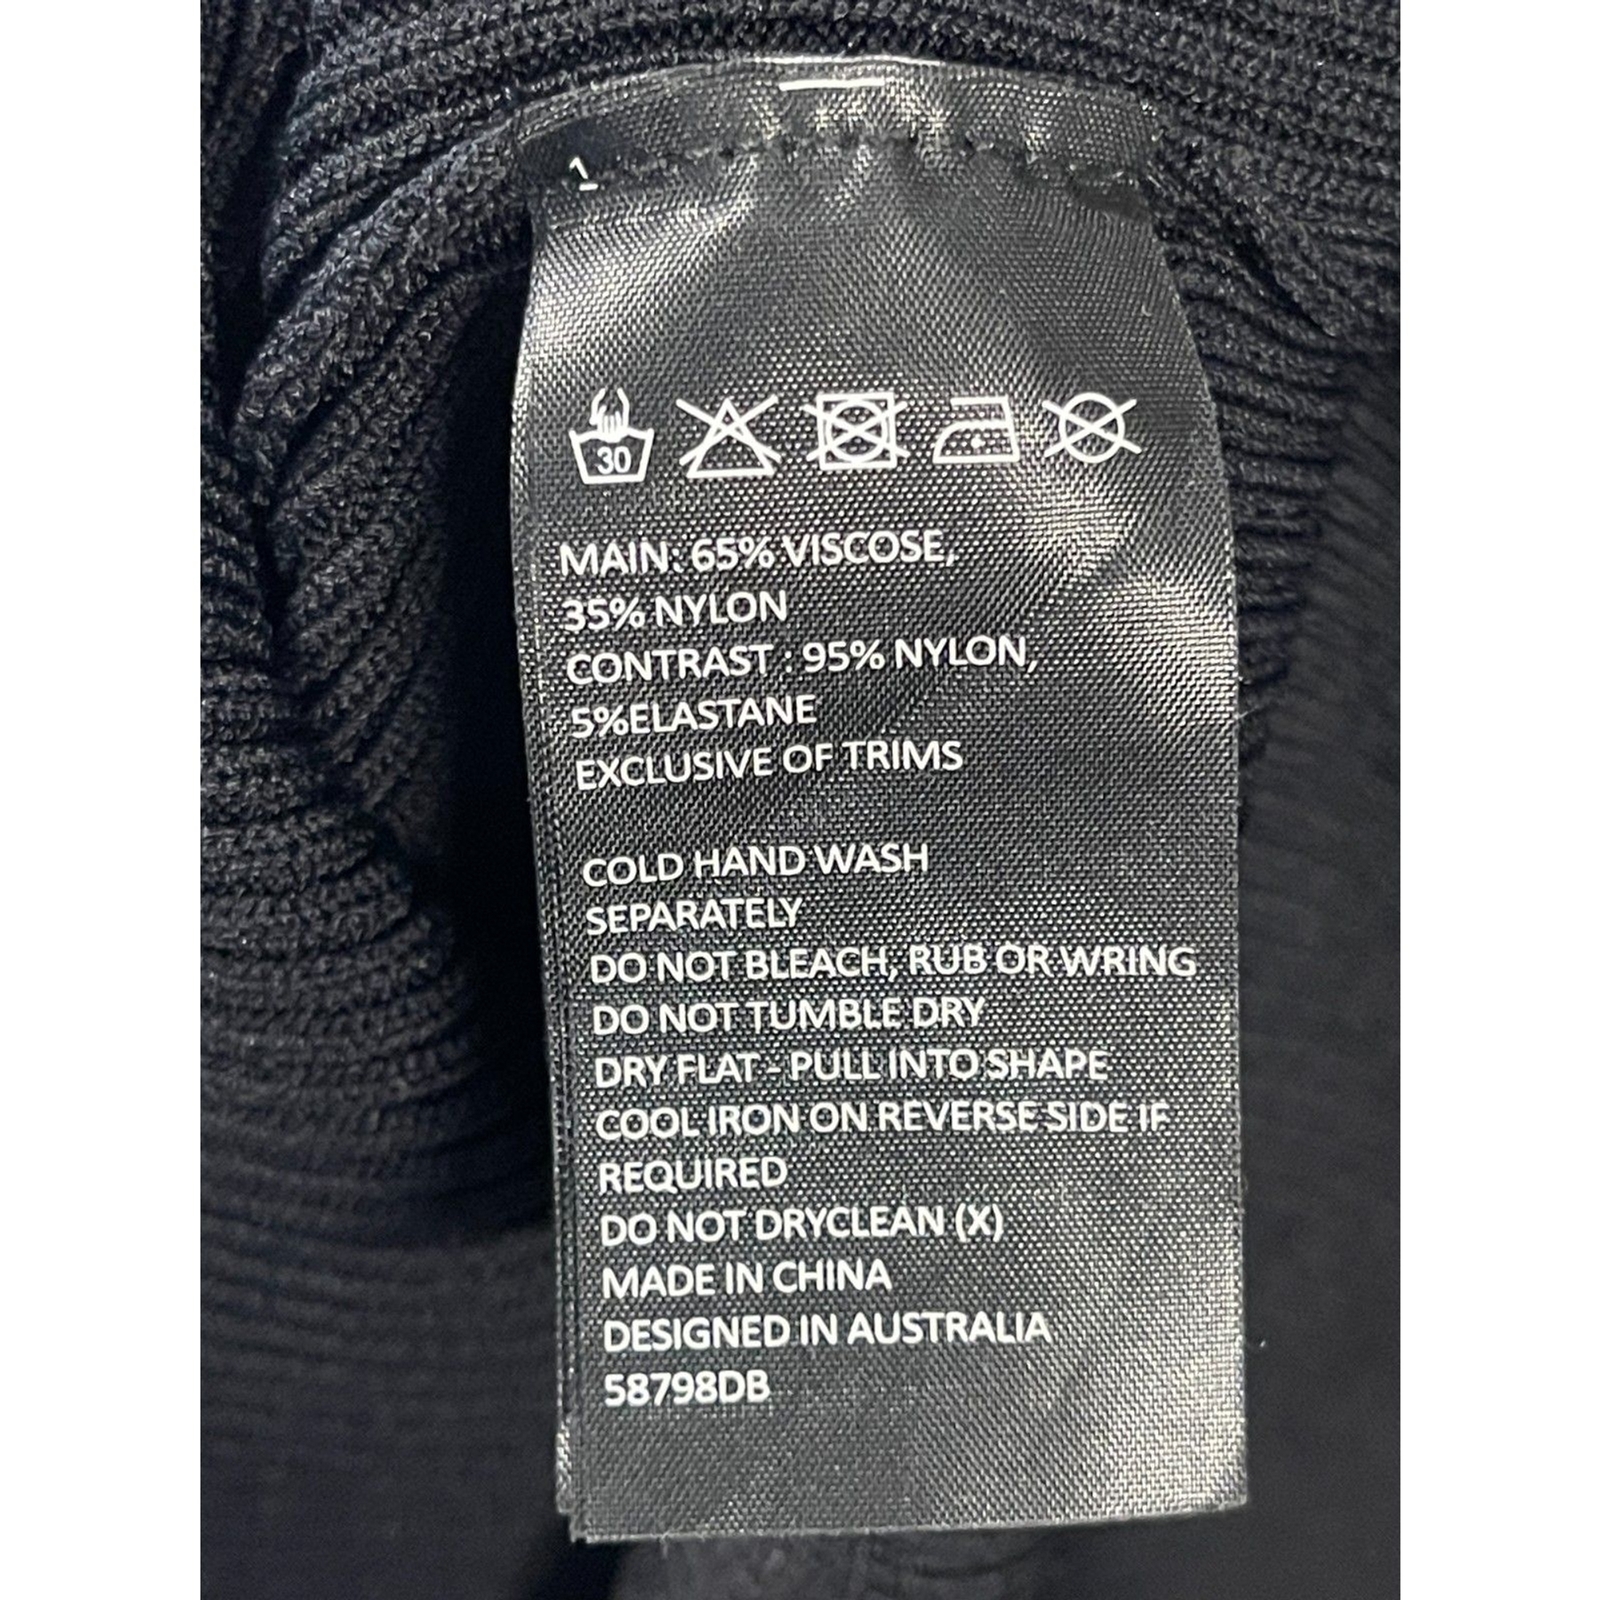 1
30
MAIN: 65% VISCOSE,
35% NYLON
CONTRAST : 95% NYLON,
5%ELASTANE
EXCLUSIVE OF TRIMS
COLD HAND WASH
SEPARATELY
DO NOT BLEACH, RUB OR WRING
DO NOT TUMBLE DRY
DRY FLAT - PULL INTO SHAPE
COOL IRON ON REVERSE SIDE IF
REQUIRED
DO NOT DRYCLEAN (X)
MADE IN CHINA
DESIGNED IN AUSTRALIA
58798DB